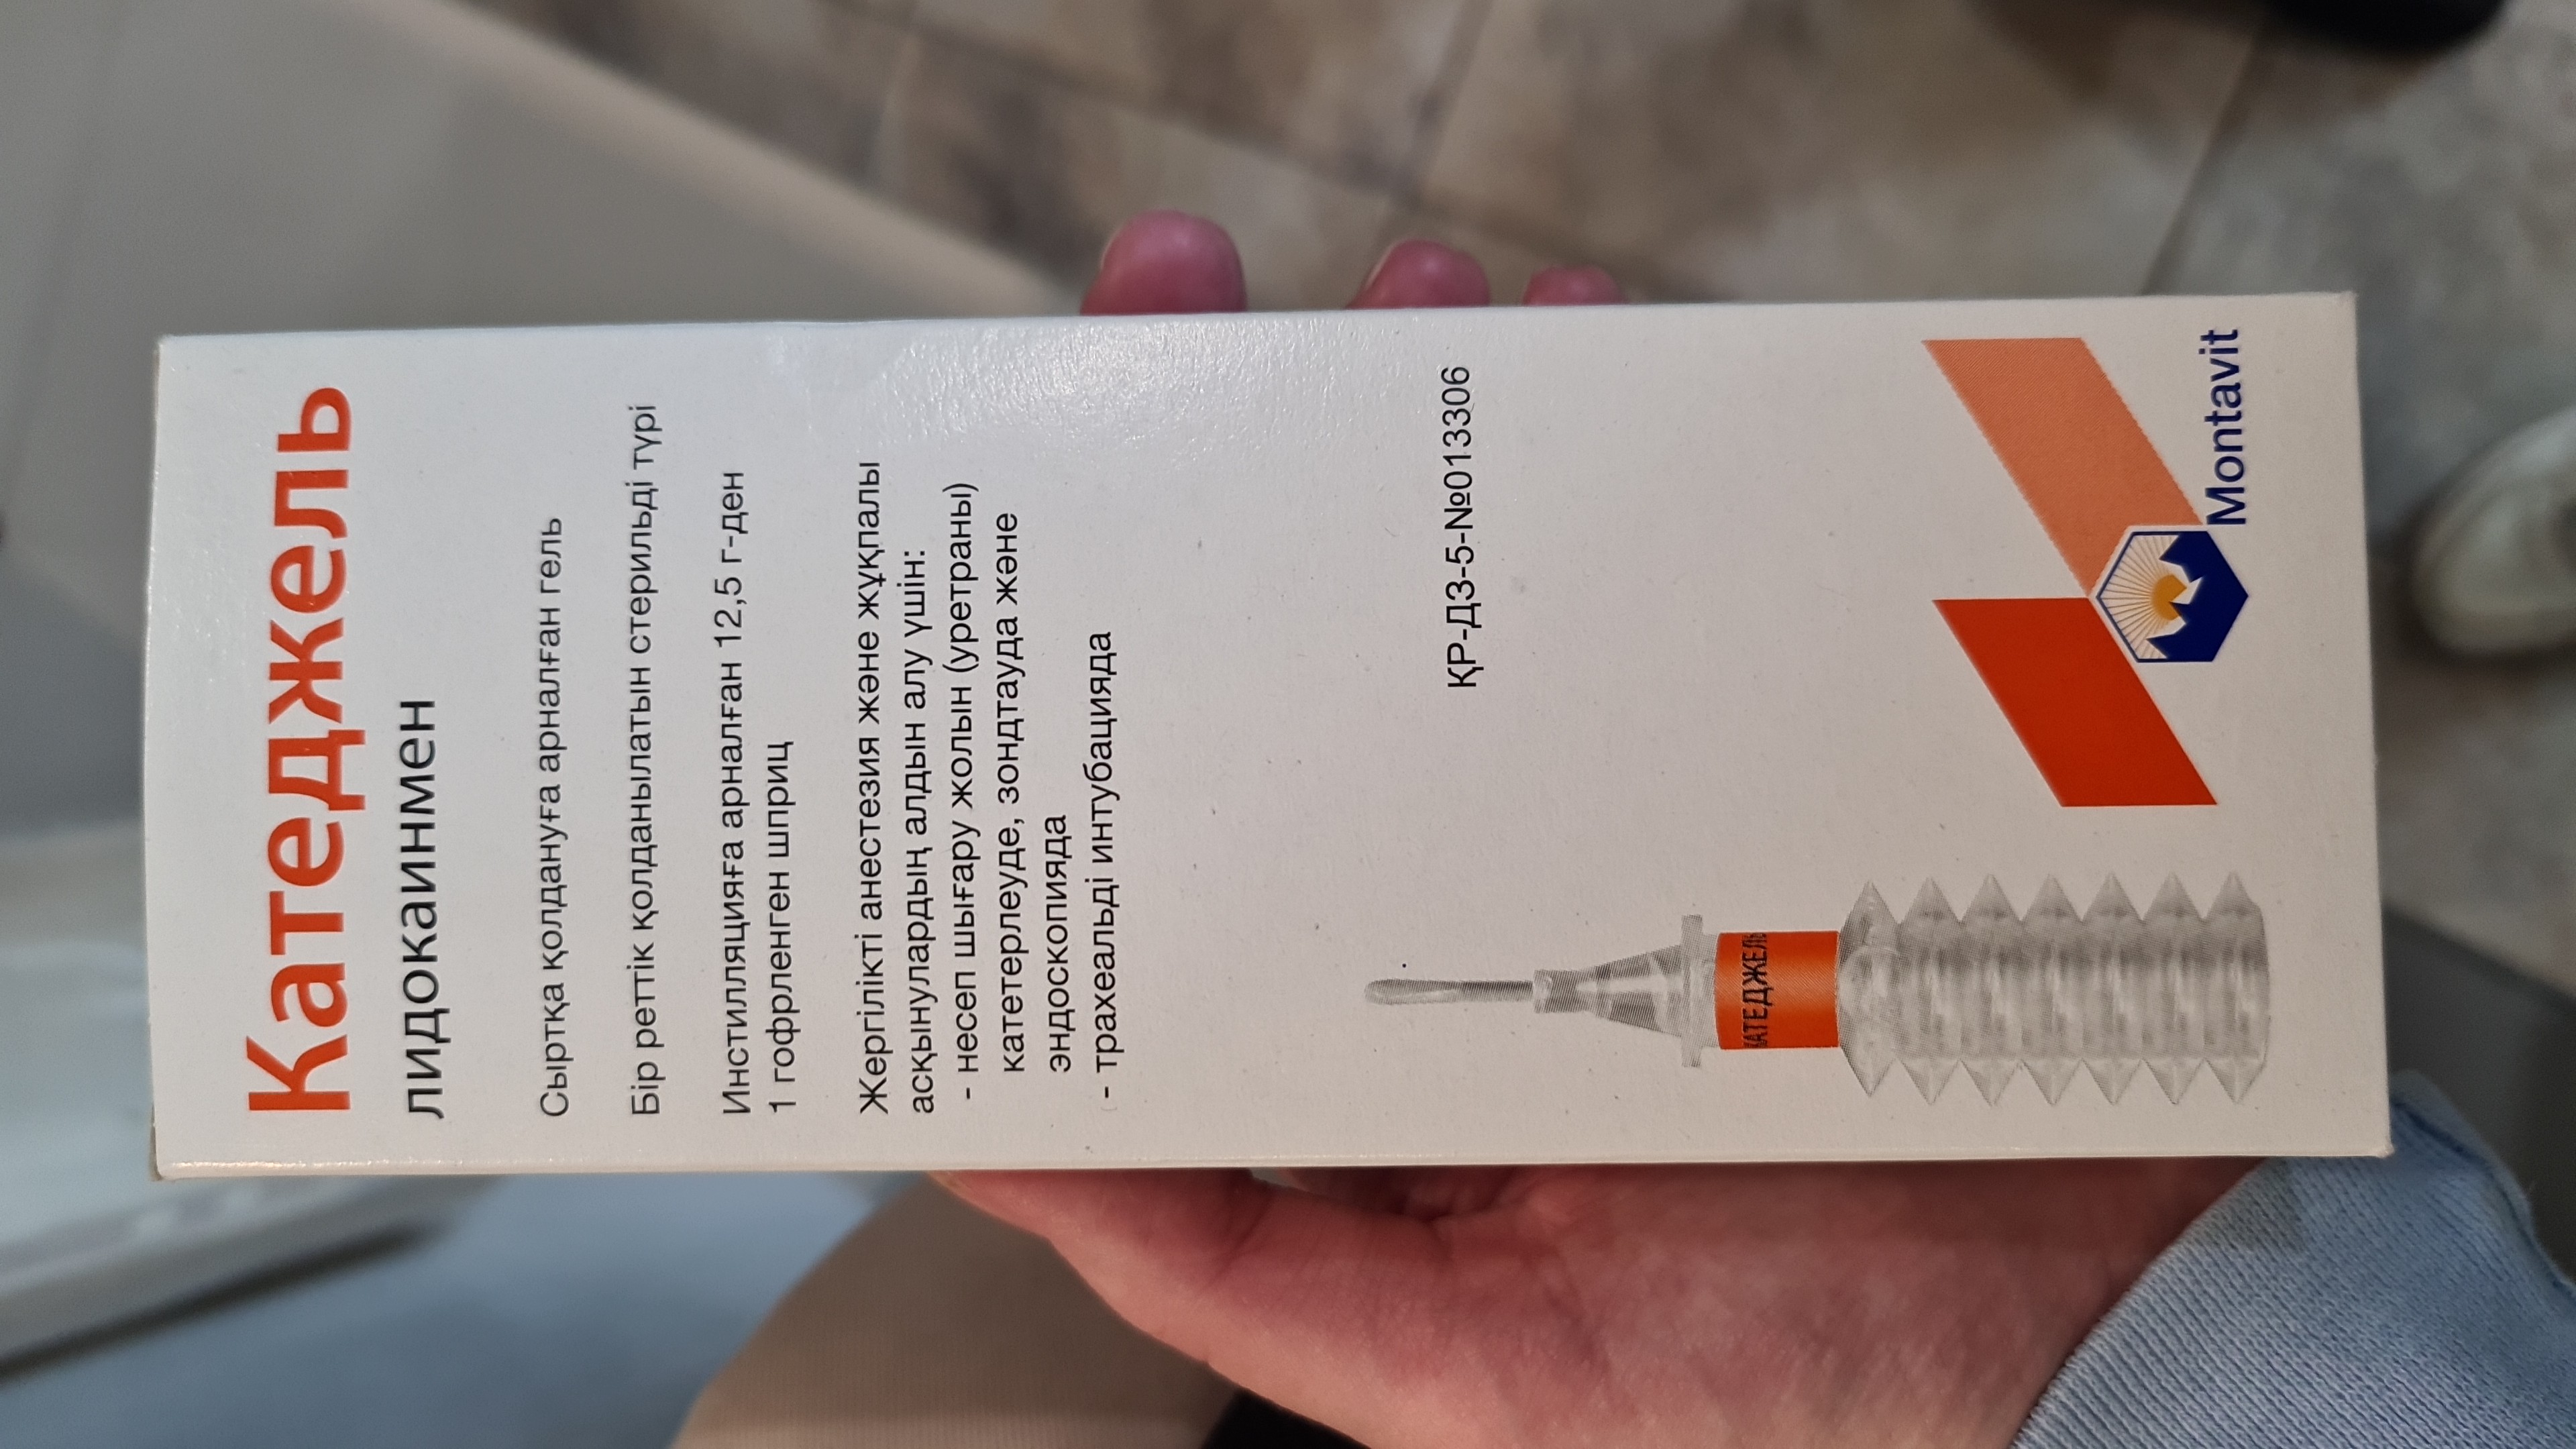 Катеджель
лидокаинмен
Сыртқа қолдануға арналған гель
Бір реттік қолданылатын стерильді түрі
Инстилляцияға арналған 12,5 г-ден
1 гофрленген шприц
Жергілікті анестезия және жұқпалы
асқынулардың алдын алу үшін:
- несеп шығару жолын (уретраны)
катетерлеуде, зондтауда және
эндоскопияда
- трахеальді интубацияда
ҚР-ДЗ-5-№013306
КАТЕДЖЕЛЬ
Montavit